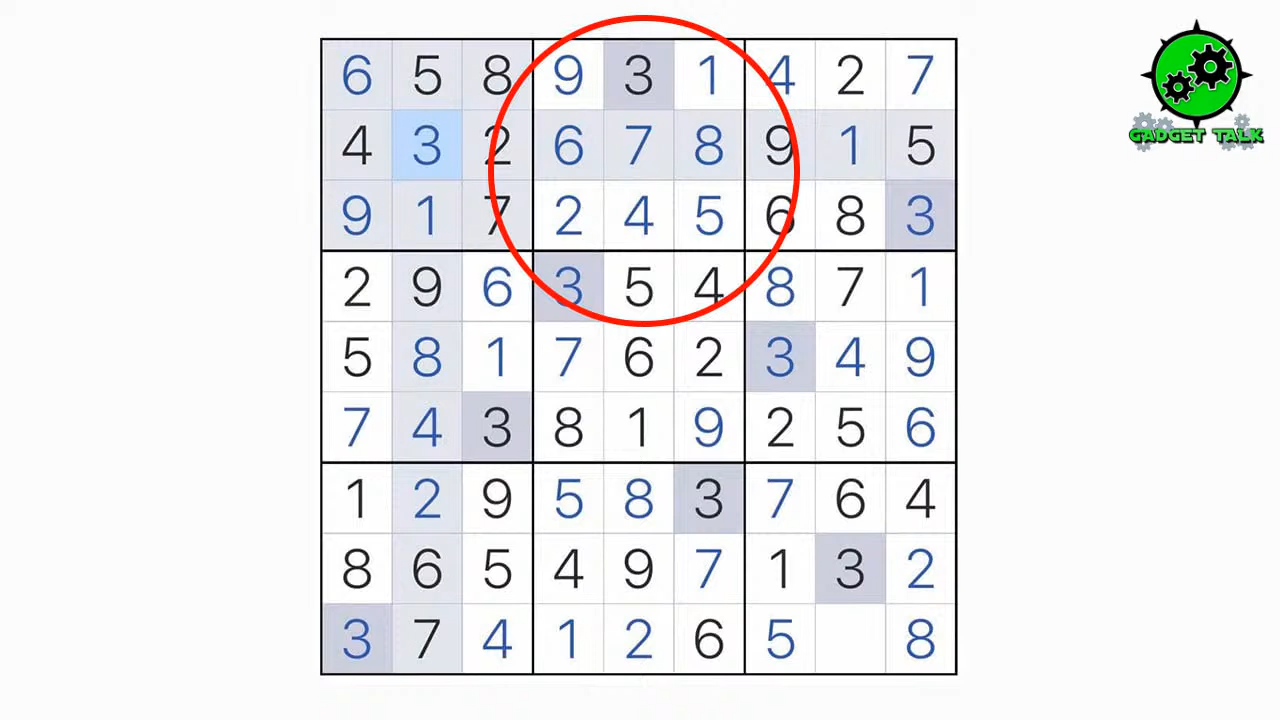 6 5 8 9 3 1 4 2 7
4 3 2 6 7 8 9 1 5
9 1 7 2 4 5 6 8 3
2 9 6 3 5 4 8 7 1
5 8 1 7 6 2 3 4 9
7 4 3 8 1 9 2 5 6
1 2 9 5 8 3 7 6 4
8 6 5 4 9 7 1 3 2
3 7 4 1 2 6 5 8
GADGET TALK